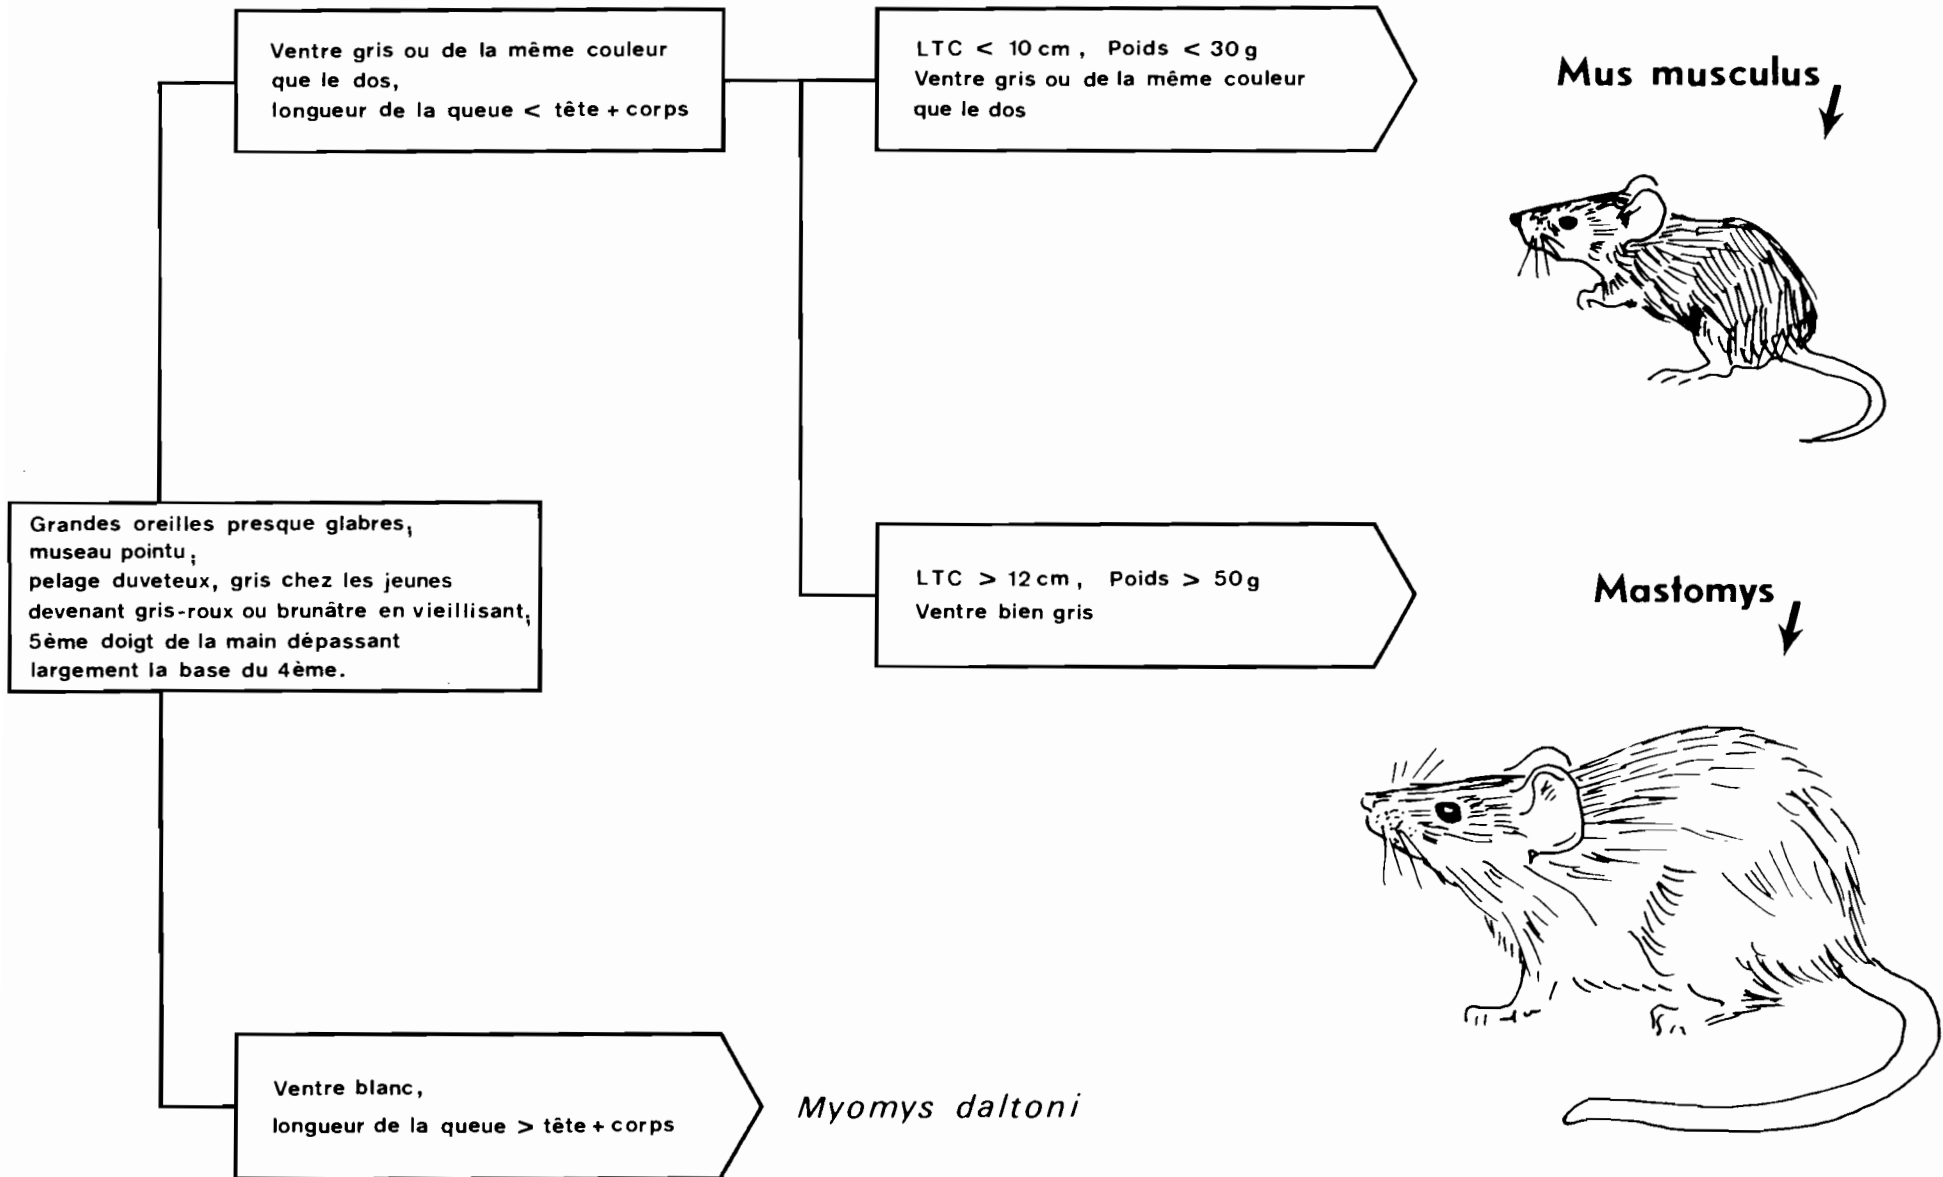 Ventre gris ou de la même couleur
que le dos,
longueur de la queue < tête + corps
LTC < 10 cm , Poids < 30 g
Ventre gris ou de la même couleur
que le dos
Mus musculus
Grandes oreilles presque glabres;
museau pointu ;
pelage duveteux, gris chez les jeunes
devenant gris-roux ou brunâtre en vieillisant;
5ème doigt de la main dépassant
largement la base du 4ème.
LTC > 12 cm , Poids > 50 g
Ventre bien gris
Mastomys
Ventre blanc,
longueur de la queue > tête + corps
Myomys daltoni